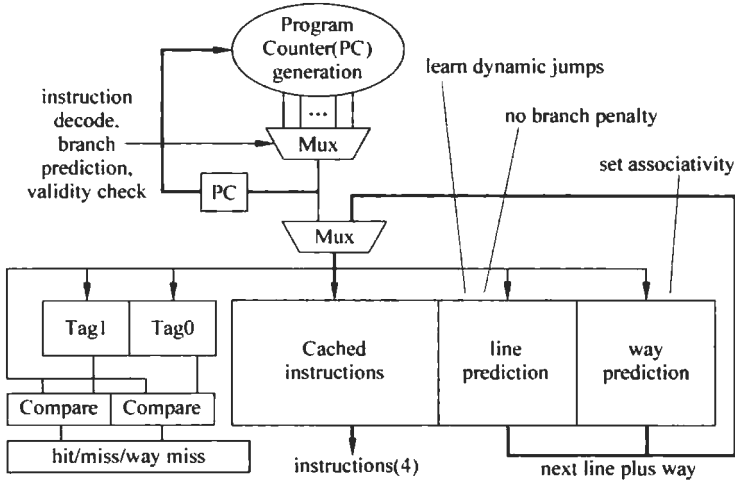 Program
Counter(PC)
generation
learn dynamic jumps
instruction
decode,
branch
prediction,
validity check
...
no branch penalty
Mux
set associativity
PC
Mux
Tag1
Tag0
Cached
instructions
line
prediction
way
prediction
Compare
Compare
hit/miss/way miss
instructions(4)
next line plus way